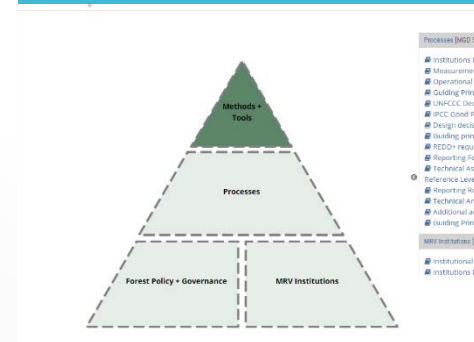 Methods +
Tools
Processes
Forest Policy + Governance
MRV Institutions
Processes [MGD
Institutions
Measureme
Operational
Guiding Prin
UNFCCC Dec
IPCC Good P
Design decis
Guiding prin
REDD+ requ
Reporting Fo
Technical As
Reference Leve
Reporting Re
Technical An
Additional a
Guiding Prin
MRV Institutions [
Institutional
Institutions